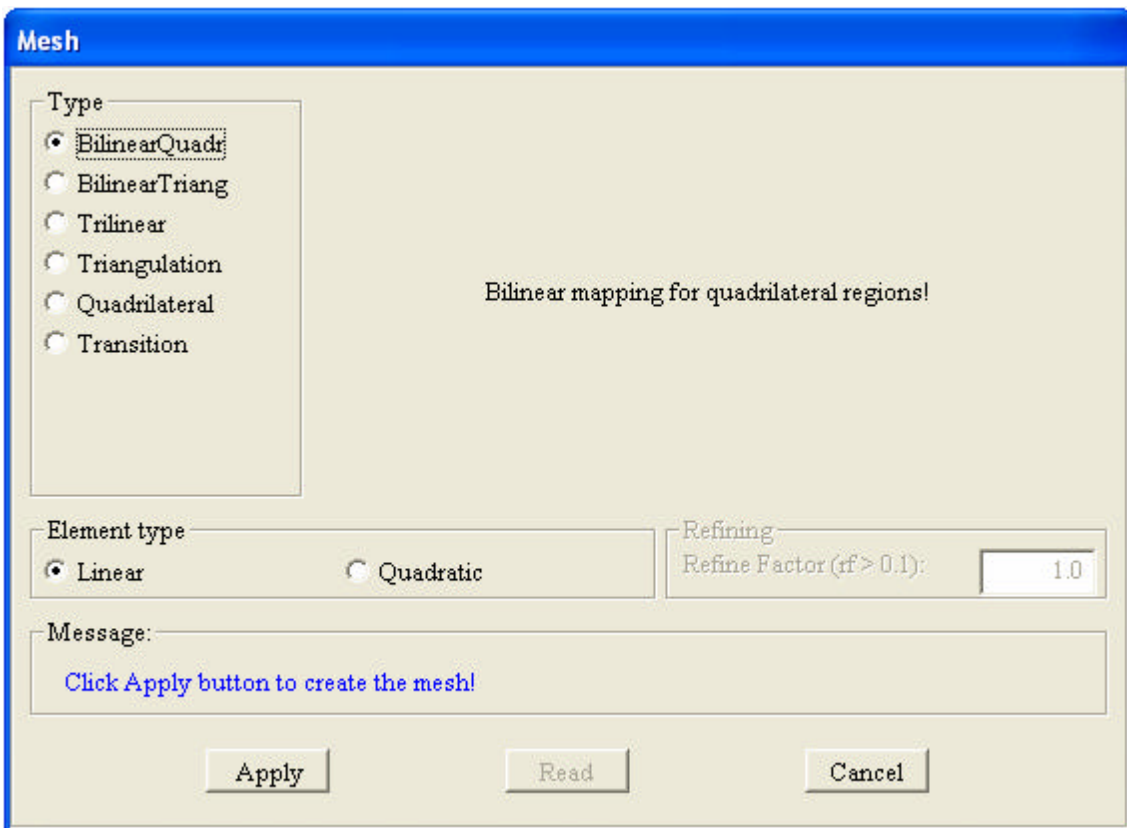 Mesh
Type
BilinearQuadr
BilinearTriang
Trilinear
Triangulation
Quadrilateral
Transition
Bilinear mapping for quadrilateral regions!
Element type
Linear
Quadratic
Refining
Refine Factor (rf > 0.1):
1.0
Message:
Click Apply button to create the mesh!
Apply
Read
Cancel